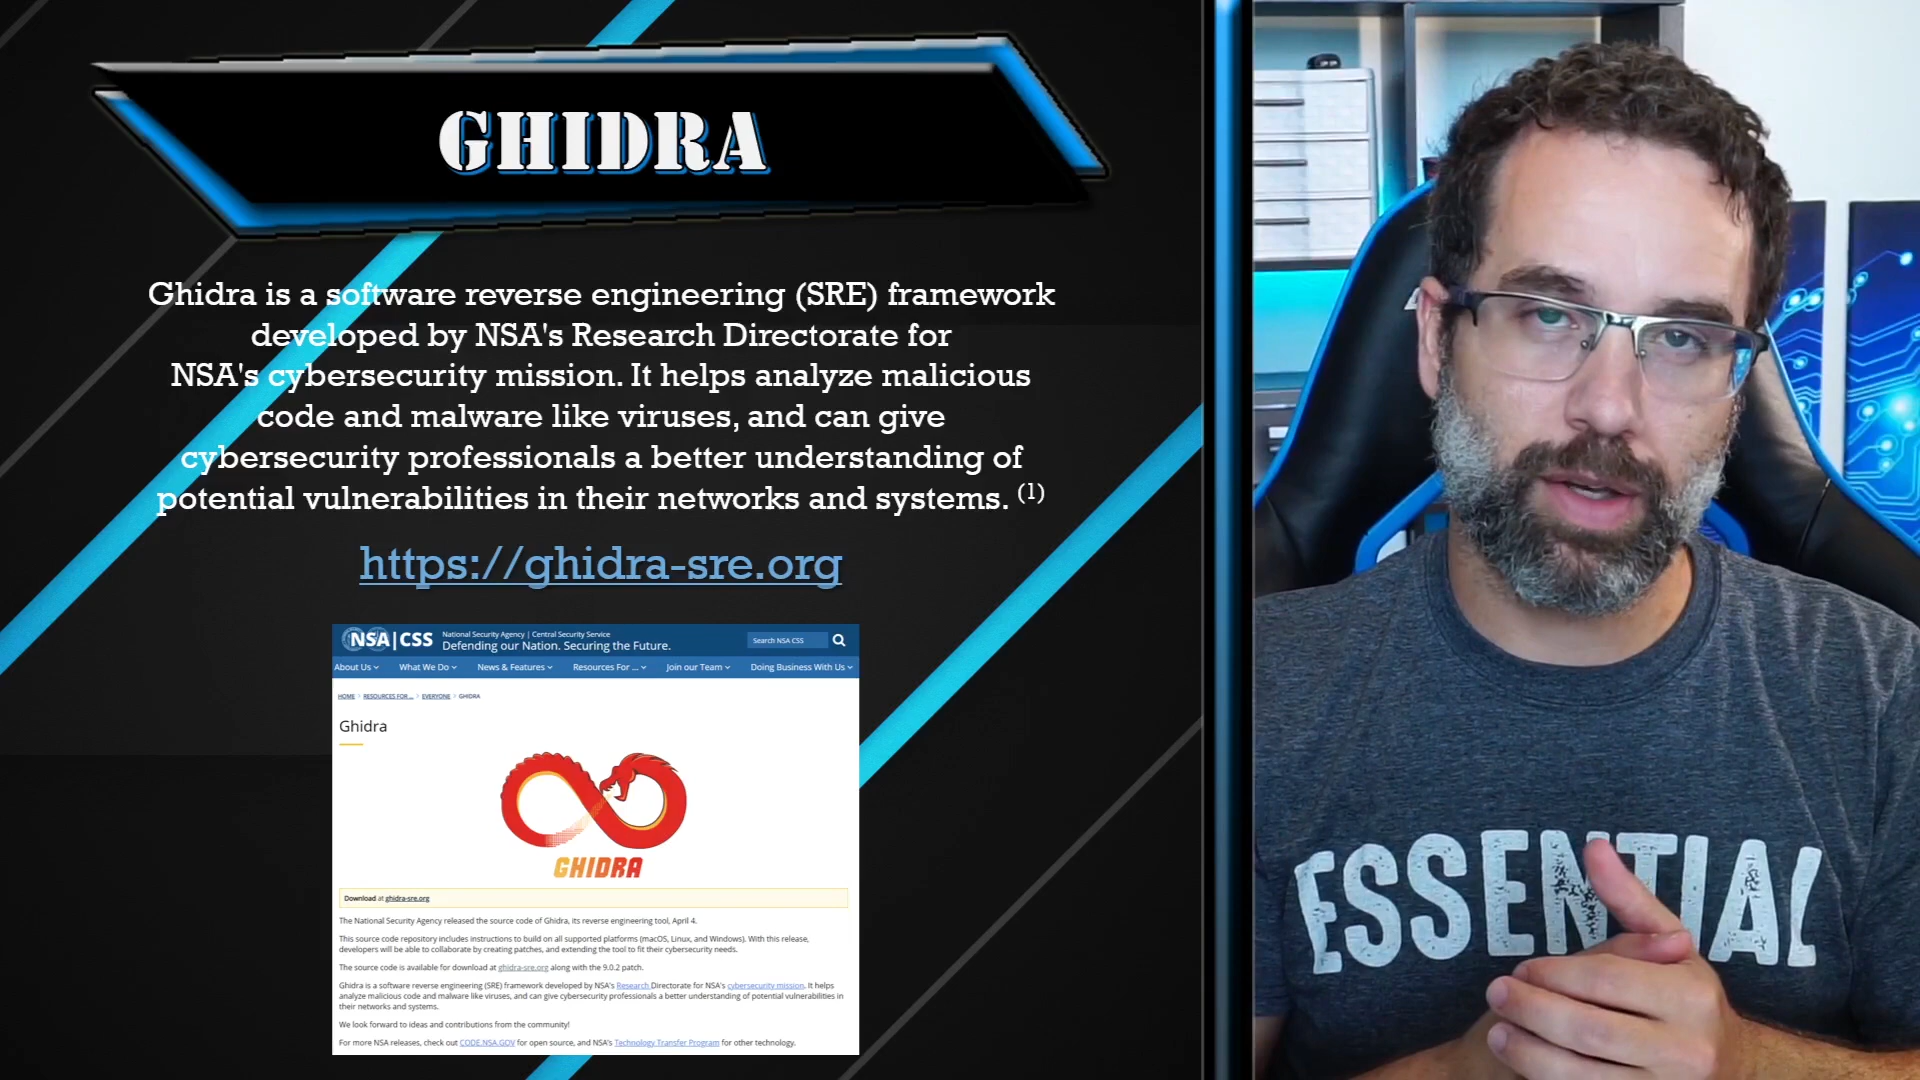 GHIDRA
Ghidra is a software reverse engineering (SRE) framework
developed by NSA's Research Directorate for
NSA's cybersecurity mission. It helps analyze malicious
code and malware like viruses, and can give
cybersecurity professionals a better understanding of
potential vulnerabilities in their networks and systems. (1)
https://ghidra-sre.org
NSA|CSS
National Security Agency | Central Security Service
Defending our Nation. Securing the Future.
Search NSA CSS
About Us What We Do News & Features Resources For ... Join our Team Doing Business With Us
HOME > RESOURCES FOR ... > EVERYONE > GHIDRA
Ghidra
GHIDRA
Download at ghidra-sre.org
The National Security Agency released the source code of Ghidra, its reverse engineering tool, April 4.
This source code repository includes instructions to build on all supported platforms (macOS, Linux, and Windows). With this release,
developers will be able to collaborate by creating patches, and extending the tool to fit their cybersecurity needs.
The source code is available for download at ghidra-sre.org along with the 9.0.2 patch.
Ghidra is a software reverse engineering (SRE) framework developed by NSA's Research Directorate for NSA's cybersecurity mission. It helps
analyze malicious code and malware like viruses, and can give cybersecurity professionals a better understanding of potential vulnerabilities in
their networks and systems.
We look forward to ideas and contributions from the community!
For more NSA releases, check out CODE.NSA.GOV for open source, and NSA's Technology Transfer Program for other technology.
ESSENTIAL